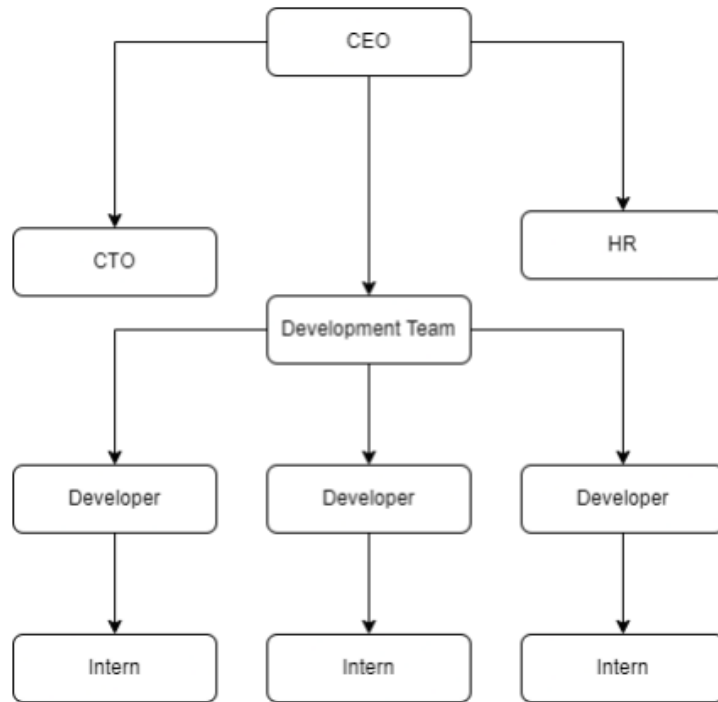 CEO
CTO
HR
Development Team
Developer
Developer
Developer
Intern
Intern
Intern